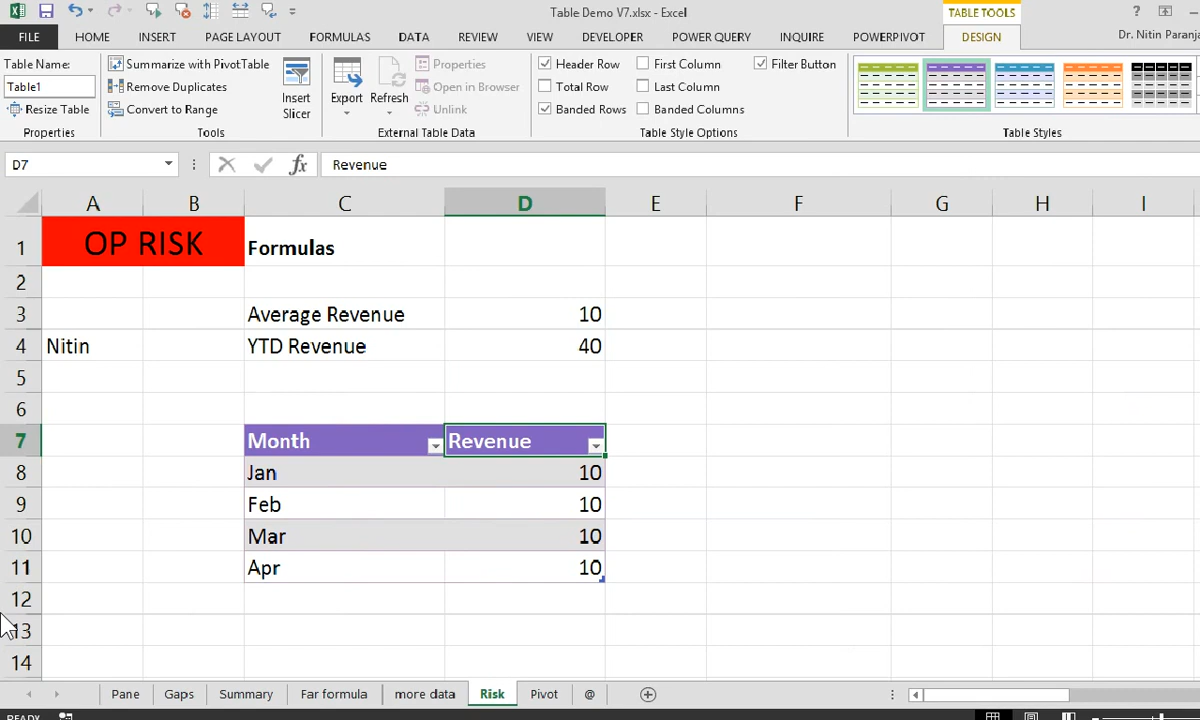 Table Demo V7.xlsx - Excel
TABLE TOOLS
?
FILE HOME INSERT PAGE LAYOUT FORMULAS DATA REVIEW VIEW DEVELOPER POWER QUERY INQUIRE POWERPIVOT DESIGN Dr. Nitin
Table Name:
Table1
Resize Table
Properties
Summarize with PivotTable
Remove Duplicates
Convert to Range
Insert
Slicer
Tools
Export
Refresh
Properties
Open in Browser
Unlink
External Table Data
Header Row First Column Filter Button
Total Row Last Column
Banded Rows Banded Columns
Table Style Options
Table Styles
D7 fx Revenue
A B C D E F G H I
1 OP RISK Formulas
2
3 Average Revenue 10
4 Nitin YTD Revenue 40
5
6
7 Month Revenue
8 Jan 10
9 Feb 10
10 Mar 10
11 Apr 10
12
13
14
Pane Gaps Summary Far formula more data Risk Pivot @
READY